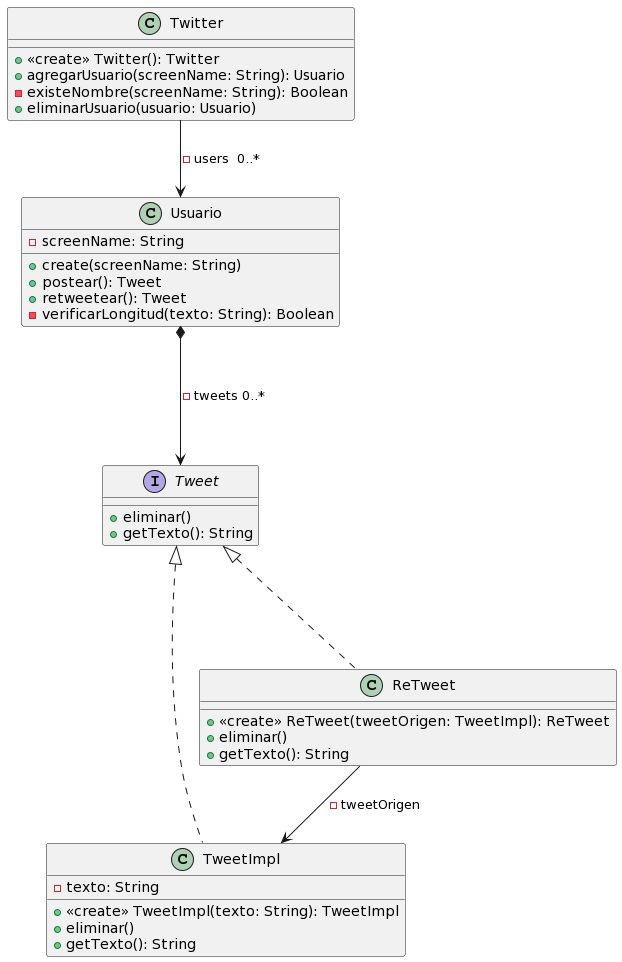 C Twitter
«create» Twitter(): Twitter
agregarUsuario(screenName: String): Usuario
existeNombre(screenName: String): Boolean
eliminarUsuario(usuario: Usuario)
users 0..*
C Usuario
screenName: String
create(screenName: String)
postear(): Tweet
retweetear(): Tweet
verificarLongitud(texto: String): Boolean
tweets 0..*
I Tweet
eliminar()
getTexto(): String
C ReTweet
«create» ReTweet(tweetOrigen: TweetImpl): ReTweet
eliminar()
getTexto(): String
tweetOrigen
C TweetImpl
texto: String
«create» TweetImpl(texto: String): TweetImpl
eliminar()
getTexto(): String